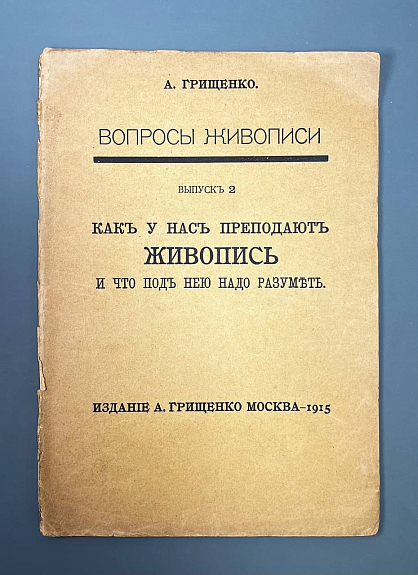 А. ГРИЩЕНКО.
ВОПРОСЫ ЖИВОПИСИ
ВЫПУСКЪ 2
КАКЪ У НАСЪ ПРЕПОДАЮТЪ
ЖИВОПИСЬ
И ЧТО ПОДЪ НЕЮ НАДО РАЗУМѢТЬ.
ИЗДАНІЕ А. ГРИЩЕНКО МОСКВА–1915